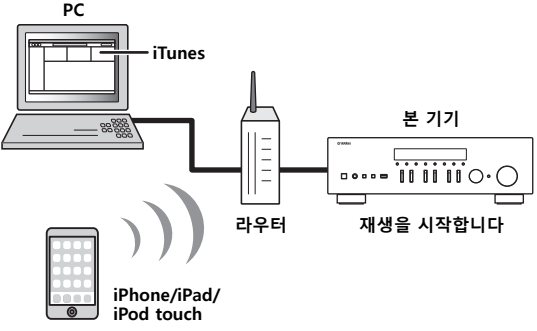 PC
iTunes
본 기기
YAMAHA
라우터
재생을 시작합니다
iPhone/iPad/
iPod touch